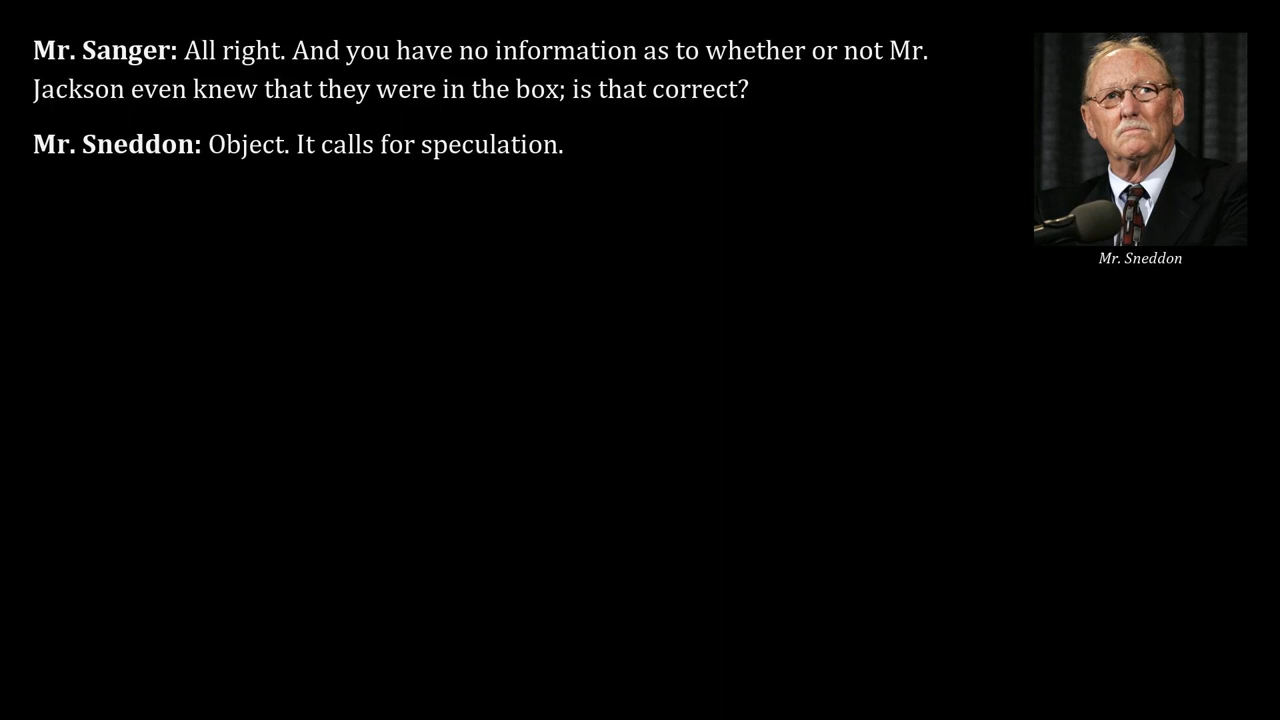 Mr. Sanger: All right. And you have no information as to whether or not Mr.
Jackson even knew that they were in the box; is that correct?
Mr. Sneddon: Object. It calls for speculation.
Mr. Sneddon